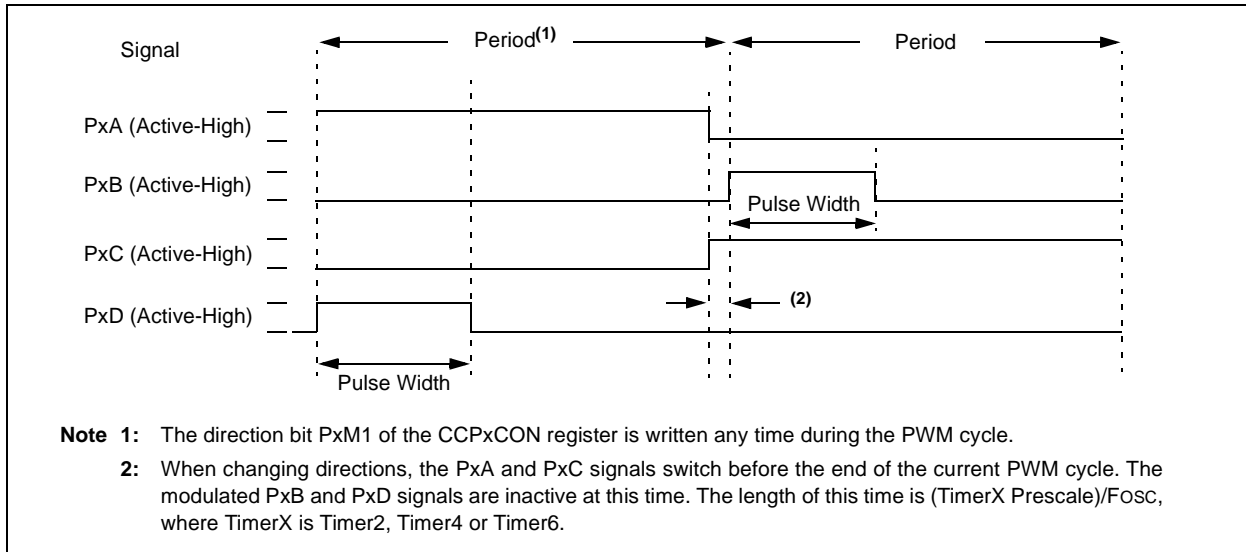 Signal
Period(1)
Period
PxA (Active-High)
PxB (Active-High)
Pulse Width
PxC (Active-High)
(2)
PxD (Active-High)
Pulse Width
Note 1: The direction bit PxM1 of the CCPxCON register is written any time during the PWM cycle.
2: When changing directions, the PxA and PxC signals switch before the end of the current PWM cycle. The
modulated PxB and PxD signals are inactive at this time. The length of this time is (TimerX Prescale)/FOSC,
where TimerX is Timer2, Timer4 or Timer6.